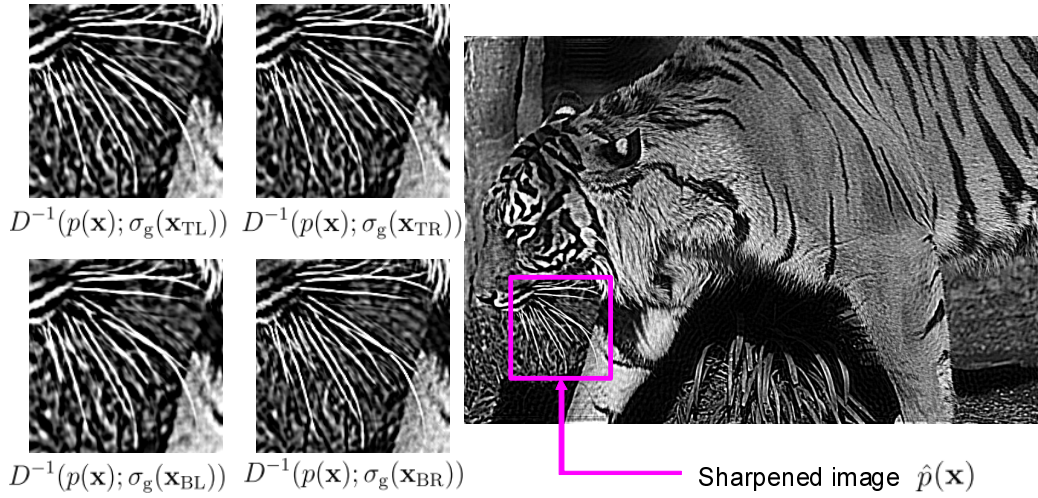 D⁻¹(p(𝐱); σ_g(𝐱_TL)) D⁻¹(p(𝐱); σ_g(𝐱_TR))
D⁻¹(p(𝐱); σ_g(𝐱_BL)) D⁻¹(p(𝐱); σ_g(𝐱_BR))
Sharpened image p̂(𝐱)